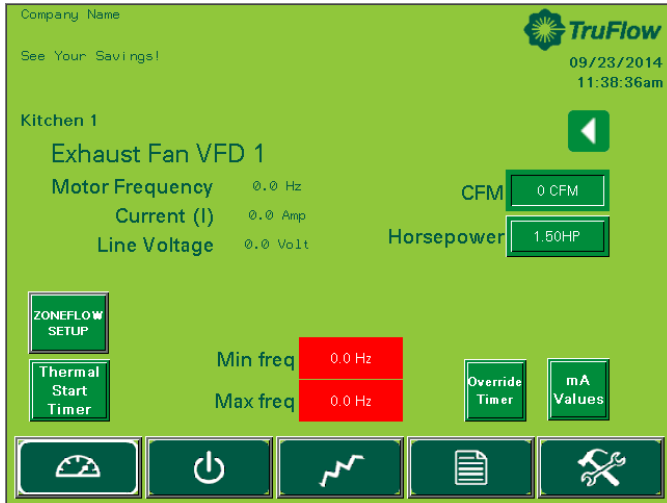 Company Name
TruFlow
See Your Savings!
09/23/2014
11:38:36am
Kitchen 1
Exhaust Fan VFD 1
Motor Frequency 0.0 Hz
CFM 0 CFM
Current (I) 0.0 Amp
Line Voltage 0.0 Volt
Horsepower 1.50HP
ZONEFLOW
SETUP
Thermal
Start
Timer
Min freq 0.0 Hz
Max freq 0.0 Hz
Override
Timer
mA
Values